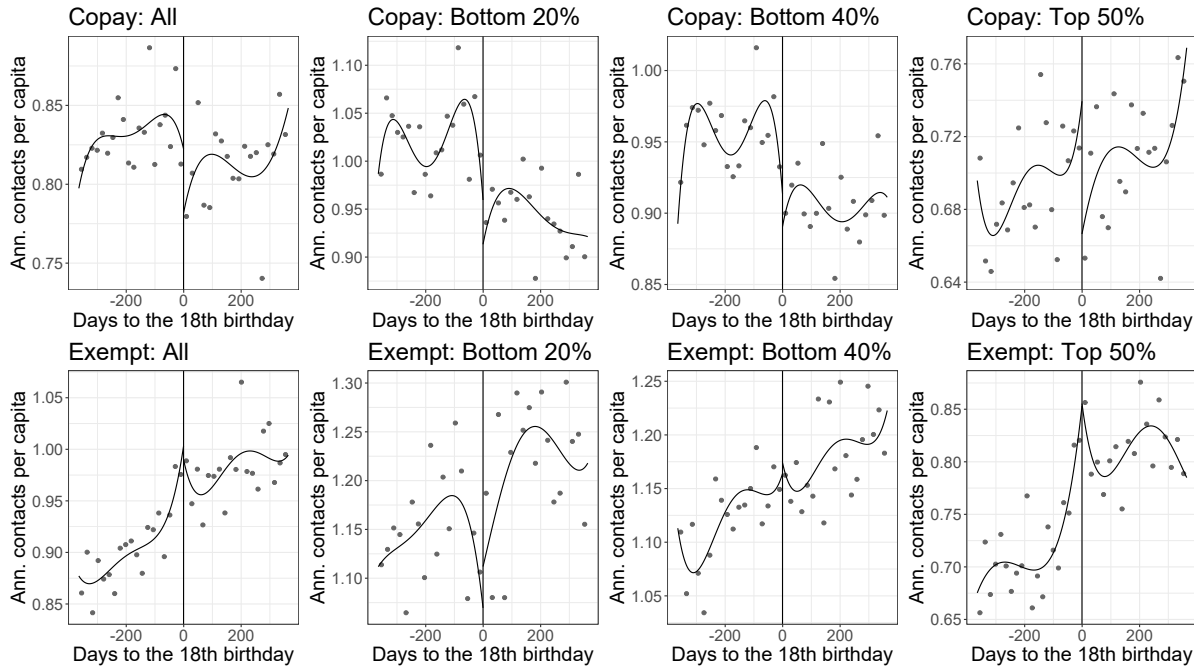 Copay: All
Ann. contacts per capita
0.85
0.80
0.75
-200 0 200
Days to the 18th birthday
Copay: Bottom 20%
Ann. contacts per capita
1.10
1.05
1.00
0.95
0.90
-200 0 200
Days to the 18th birthday
Copay: Bottom 40%
Ann. contacts per capita
1.00
0.95
0.90
0.85
-200 0 200
Days to the 18th birthday
Copay: Top 50%
Ann. contacts per capita
0.76
0.72
0.68
0.64
-200 0 200
Days to the 18th birthday
Exempt: All
Ann. contacts per capita
1.05
1.00
0.95
0.90
0.85
-200 0 200
Days to the 18th birthday
Exempt: Bottom 20%
Ann. contacts per capita
1.30
1.25
1.20
1.15
1.10
-200 0 200
Days to the 18th birthday
Exempt: Bottom 40%
Ann. contacts per capita
1.25
1.20
1.15
1.10
1.05
-200 0 200
Days to the 18th birthday
Exempt: Top 50%
Ann. contacts per capita
0.85
0.80
0.75
0.70
0.65
-200 0 200
Days to the 18th birthday